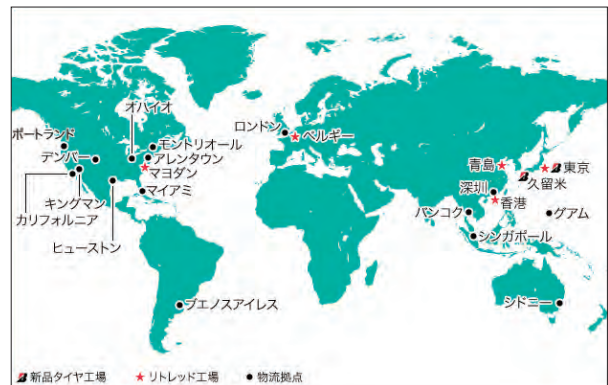 オハイオ
ロンドン
ベルギー
ポートランド
モントリオール
デンバー
アレンタウン
マヨダン
青島
東京
久留米
深圳
マイアミ
香港
キングマン
カリフォルニア
バンコク
グアム
ヒューストン
シンガポール
ブエノスアイレス
シドニー
新品タイヤ工場
リトレッド工場
物流拠点